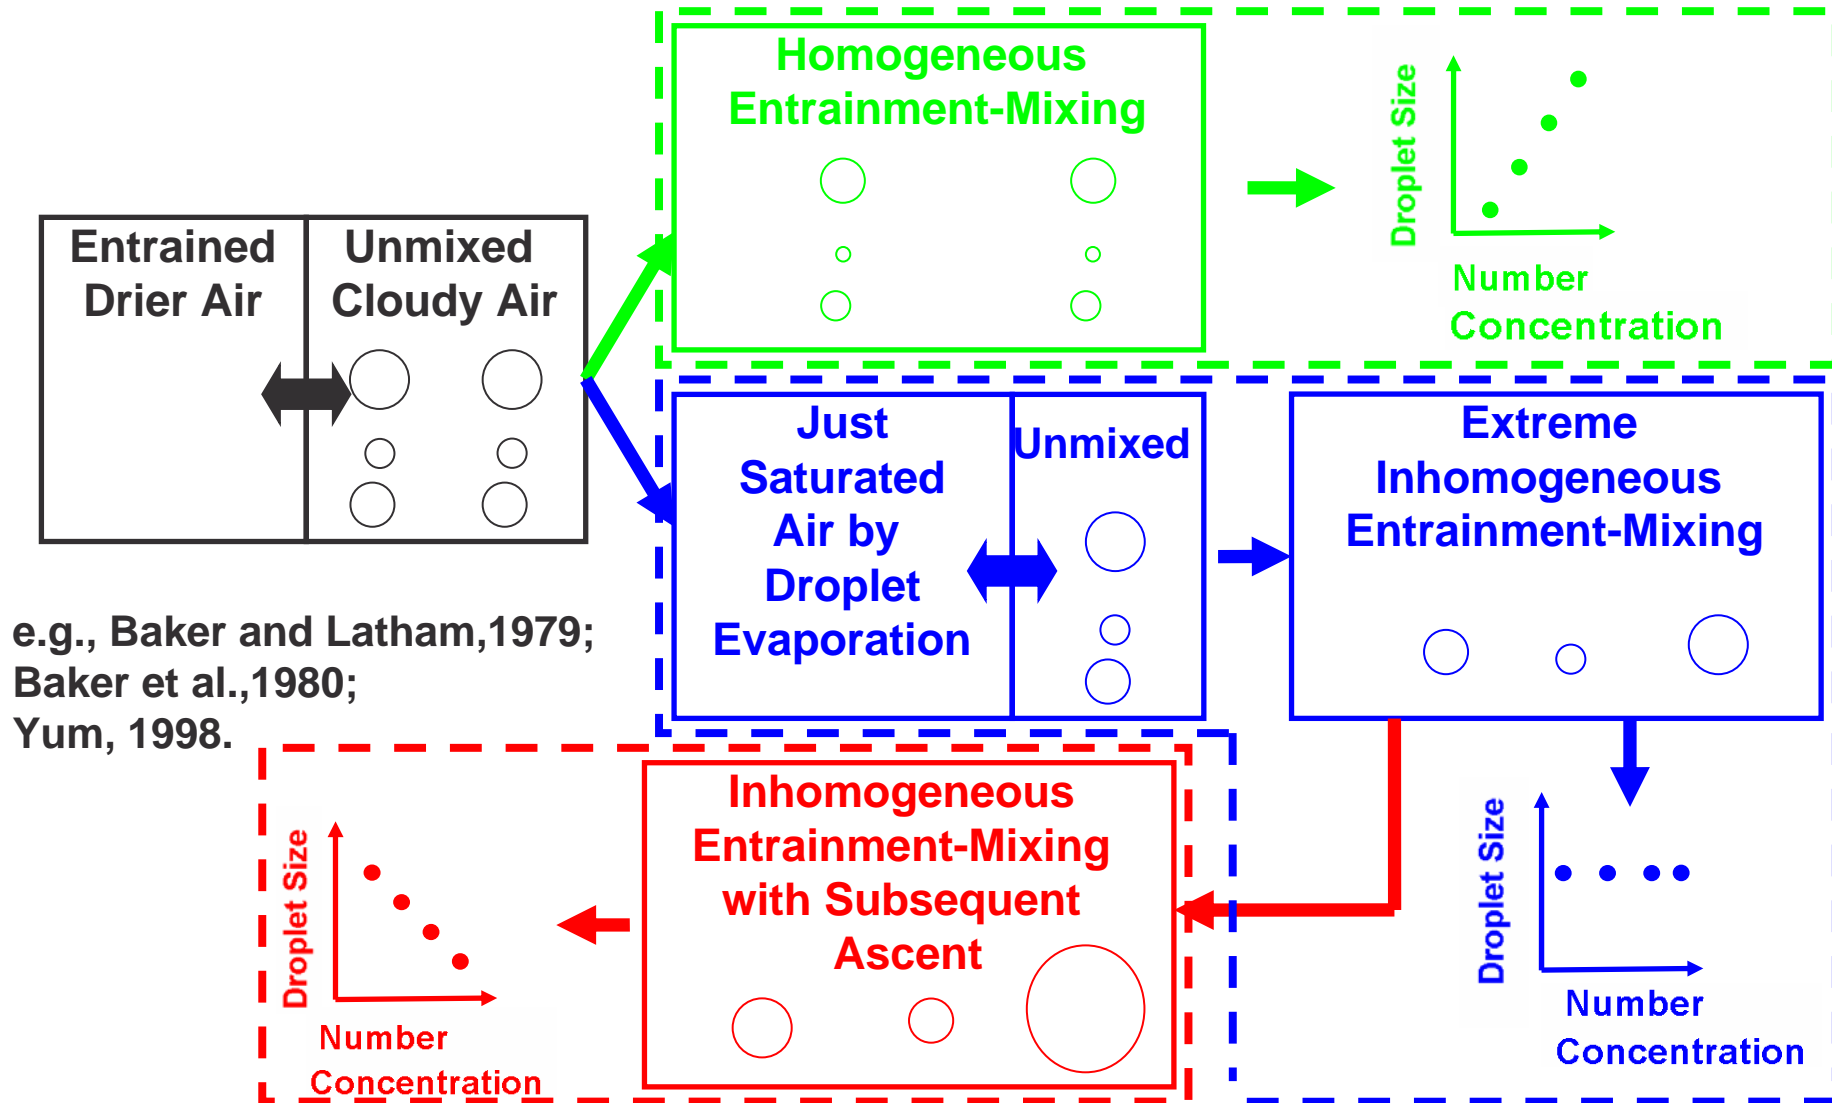 Homogeneous
Entrainment-Mixing
Droplet Size
Number
Concentration
Entrained
Drier Air
Unmixed
Cloudy Air
Just
Saturated
Air by
Droplet
Evaporation
Unmixed
Extreme
Inhomogeneous
Entrainment-Mixing
e.g., Baker and Latham,1979;
Baker et al.,1980;
Yum, 1998.
Inhomogeneous
Entrainment-Mixing
with Subsequent
Ascent
Droplet Size
Number
Concentration
Droplet Size
Number
Concentration